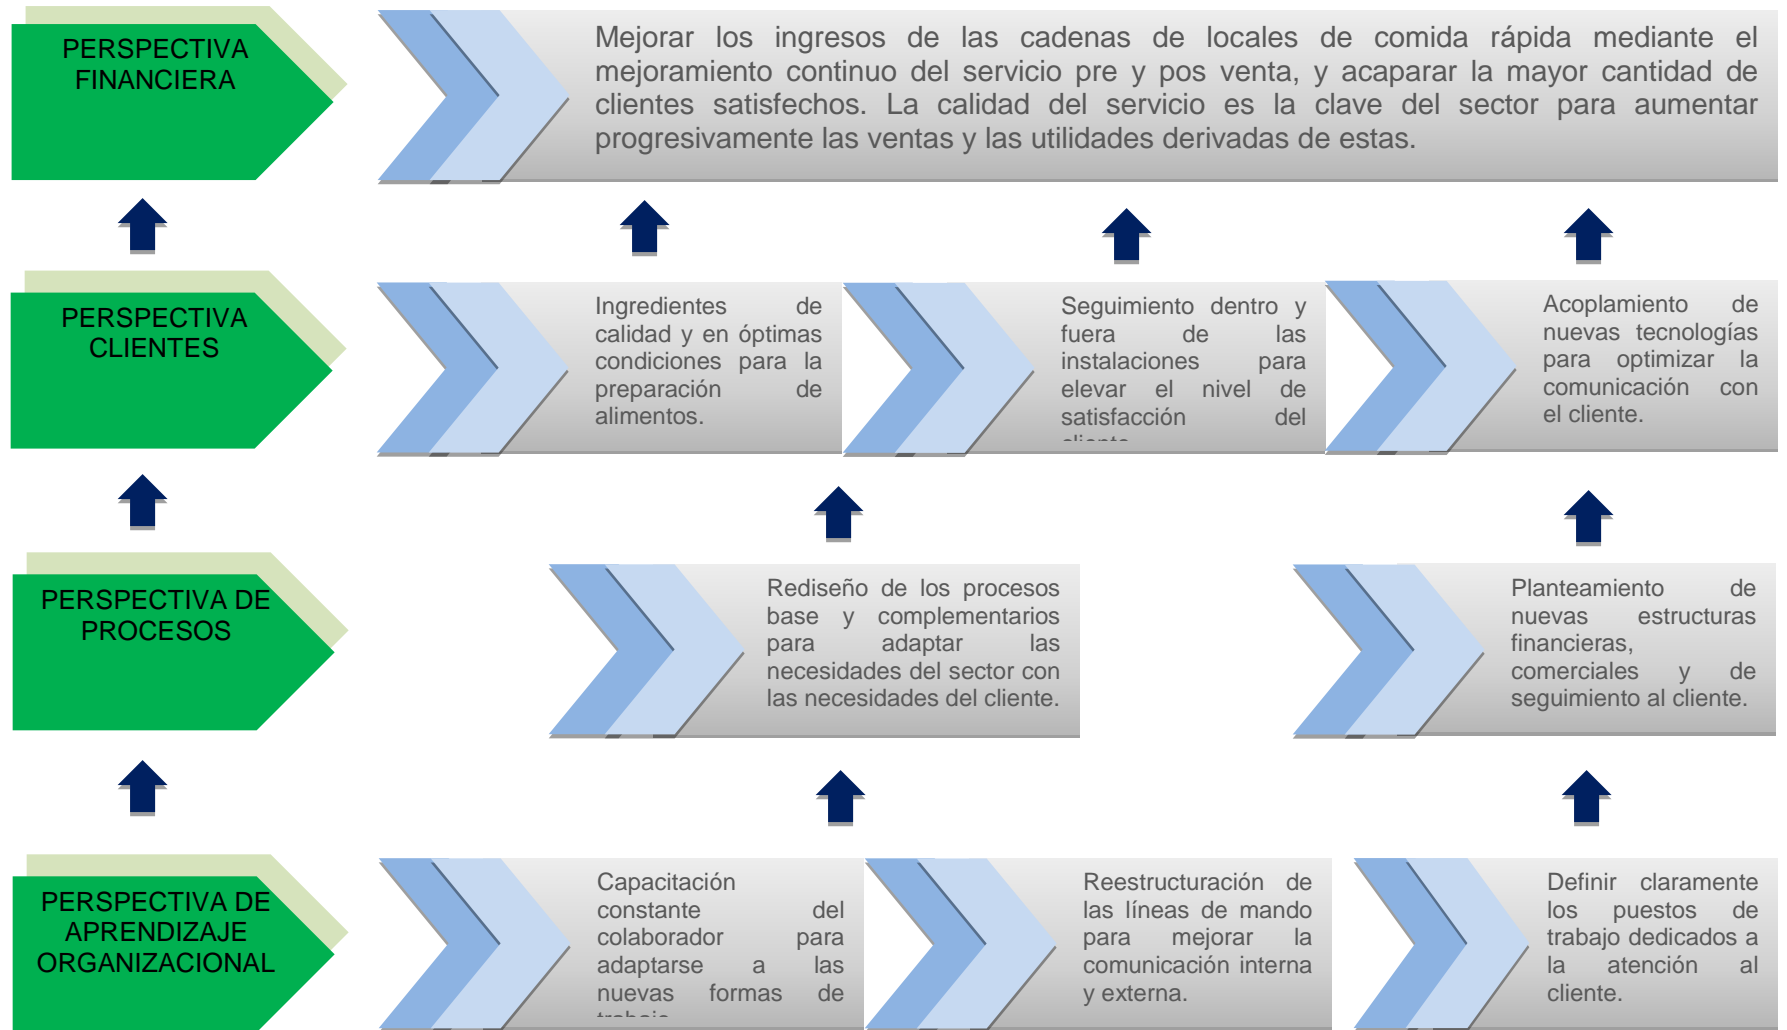 PERSPECTIVA
FINANCIERA
Mejorar los ingresos de las cadenas de locales de comida rápida mediante el
mejoramiento continuo del servicio pre y pos venta, y acaparar la mayor cantidad de
clientes satisfechos. La calidad del servicio es la clave del sector para aumentar
progresivamente las ventas y las utilidades derivadas de estas.
PERSPECTIVA
CLIENTES
Ingredientes de
calidad y en óptimas
condiciones para la
preparación de
alimentos.
Seguimiento dentro y
fuera de las
instalaciones para
elevar el nivel de
satisfacción del
Acoplamiento de
nuevas tecnologías
para optimizar la
comunicación con
el cliente.
PERSPECTIVA DE
PROCESOS
Rediseño de los procesos
base y complementarios
para adaptar las
necesidades del sector con
las necesidades del cliente.
Planteamiento de
nuevas estructuras
financieras,
comerciales y de
seguimiento al cliente.
PERSPECTIVA DE
APRENDIZAJE
ORGANIZACIONAL
Capacitación
constante del
colaborador para
adaptarse a las
nuevas formas de
Reestructuración de
las líneas de mando
para mejorar la
comunicación interna
y externa.
Definir claramente
los puestos de
trabajo dedicados a
la atención al
cliente.